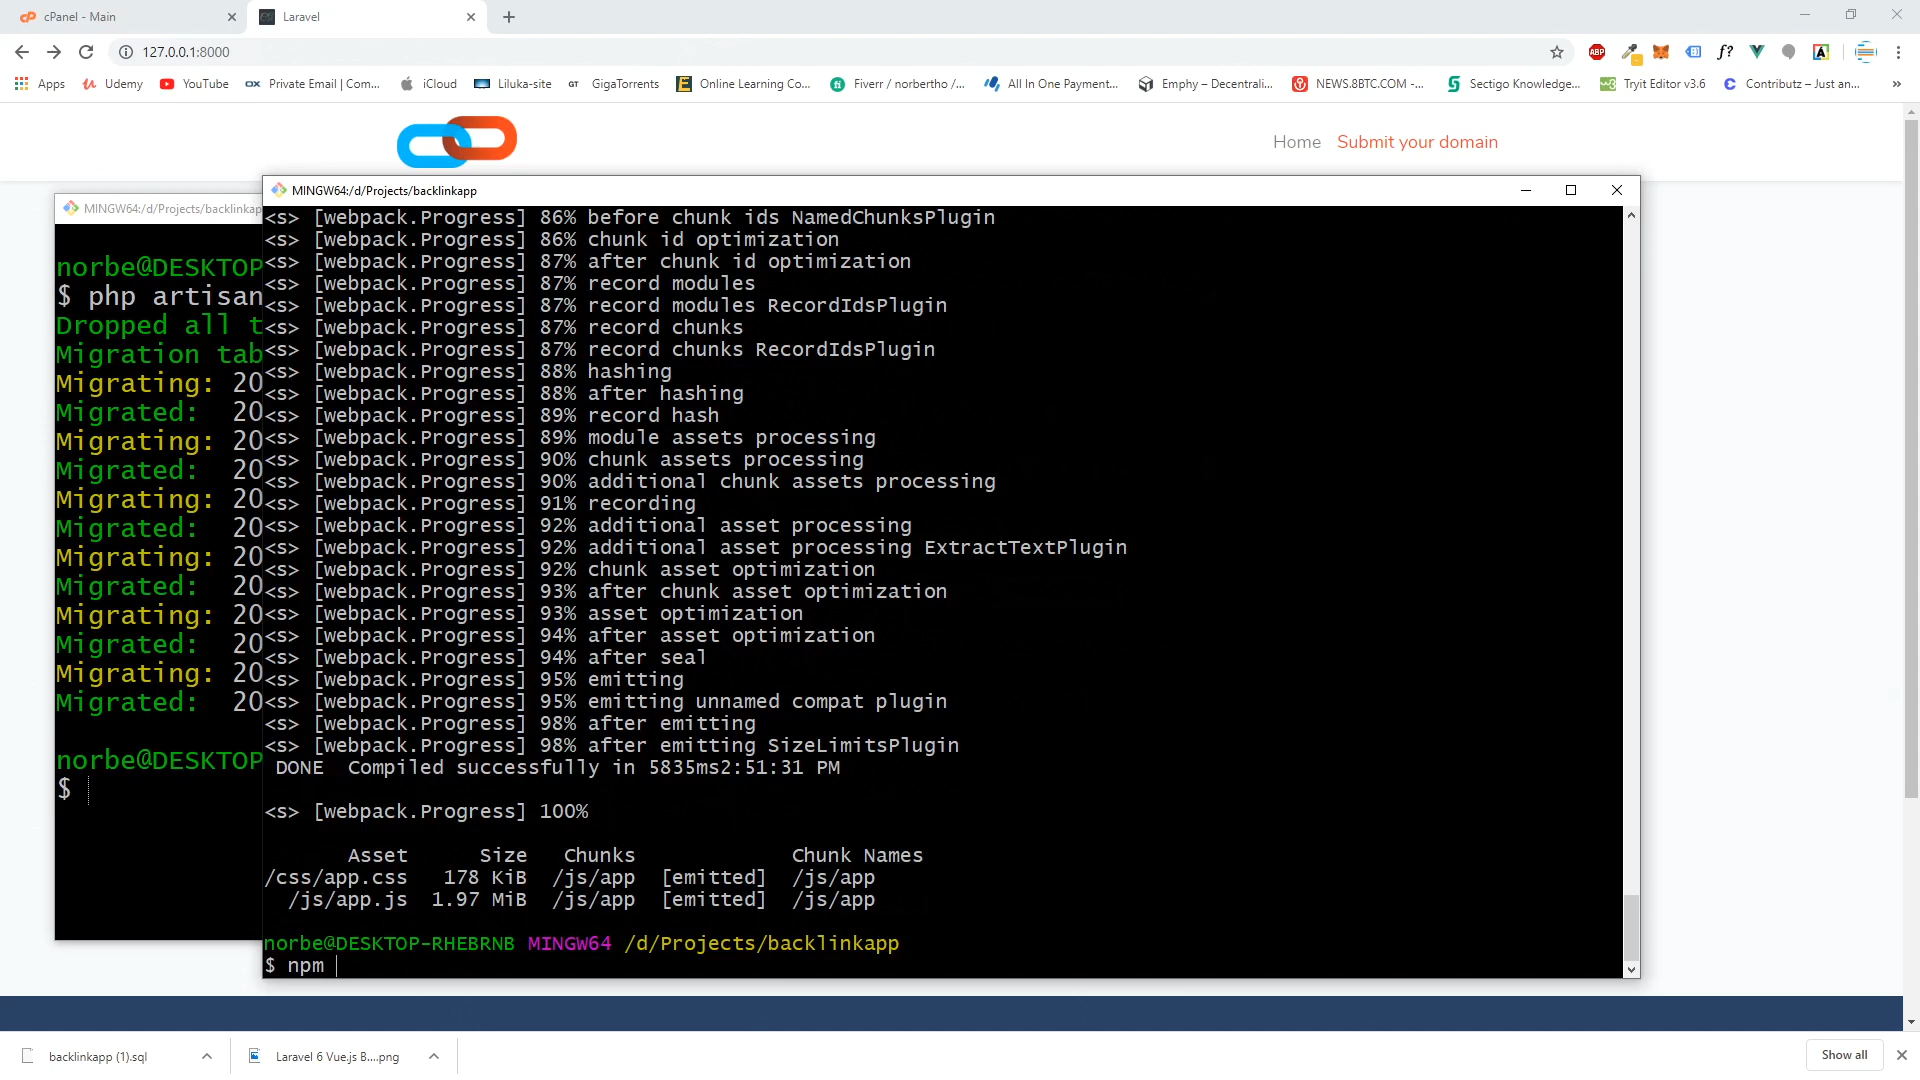 cPanel - Main
Laravel
127.0.0.1:8000
ABP
f?
A
Apps
Udemy
YouTube
Private Email | Com...
iCloud
Liluka-site
GT GigaTorrents
Online Learning Co...
Fiverr / norbertho /...
All In One Payment...
Emphy – Decentrali...
NEWS.8BTC.COM -...
Sectigo Knowledge...
Tryit Editor v3.6
Contributz – Just an...
»
Home Submit your domain
MINGW64:/d/Projects/backlinkap
norbe@DESKTOP
$ php artisan
Dropped all t
Migration tab
Migrating: 20
Migrated:  20
Migrating: 20
Migrated:  20
Migrating: 20
Migrated:  20
Migrating: 20
Migrated:  20
Migrating: 20
Migrated:  20
Migrating: 20
Migrated:  20
norbe@DESKTOP
$
MINGW64:/d/Projects/backlinkapp
<s> [webpack.Progress] 86% before chunk ids NamedChunksPlugin
<s> [webpack.Progress] 86% chunk id optimization
<s> [webpack.Progress] 87% after chunk id optimization
<s> [webpack.Progress] 87% record modules
<s> [webpack.Progress] 87% record modules RecordIdsPlugin
<s> [webpack.Progress] 87% record chunks
<s> [webpack.Progress] 87% record chunks RecordIdsPlugin
<s> [webpack.Progress] 88% hashing
<s> [webpack.Progress] 88% after hashing
<s> [webpack.Progress] 89% record hash
<s> [webpack.Progress] 89% module assets processing
<s> [webpack.Progress] 90% chunk assets processing
<s> [webpack.Progress] 90% additional chunk assets processing
<s> [webpack.Progress] 91% recording
<s> [webpack.Progress] 92% additional asset processing
<s> [webpack.Progress] 92% additional asset processing ExtractTextPlugin
<s> [webpack.Progress] 92% chunk asset optimization
<s> [webpack.Progress] 93% after chunk asset optimization
<s> [webpack.Progress] 93% asset optimization
<s> [webpack.Progress] 94% after asset optimization
<s> [webpack.Progress] 94% after seal
<s> [webpack.Progress] 95% emitting
<s> [webpack.Progress] 95% emitting unnamed compat plugin
<s> [webpack.Progress] 98% after emitting
<s> [webpack.Progress] 98% after emitting SizeLimitsPlugin
DONE  Compiled successfully in 5835ms2:51:31 PM
<s> [webpack.Progress] 100%
Asset      Size   Chunks             Chunk Names
/css/app.css   178 KiB  /js/app  [emitted]  /js/app
/js/app.js  1.97 MiB  /js/app  [emitted]  /js/app
norbe@DESKTOP-RHEBRNB MINGW64 /d/Projects/backlinkapp
$ npm
backlinkapp (1).sql
Laravel 6 Vue.js B....png
Show all